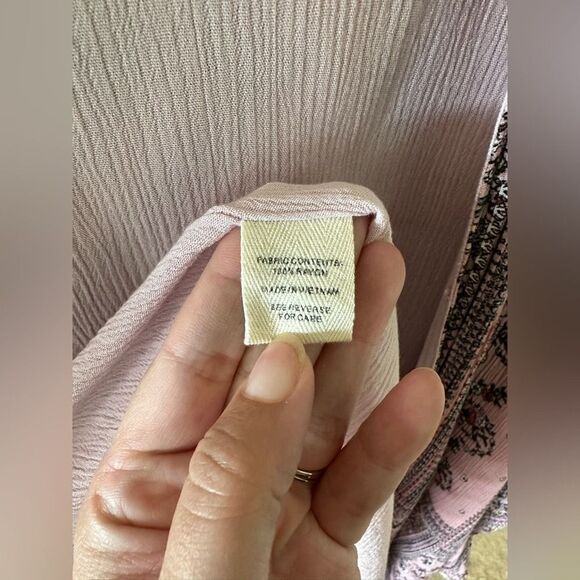 FABRIC CONTENTS:
100% RAYON
MADE IN VIETNAM
SEE REVERSE
FOR CARE